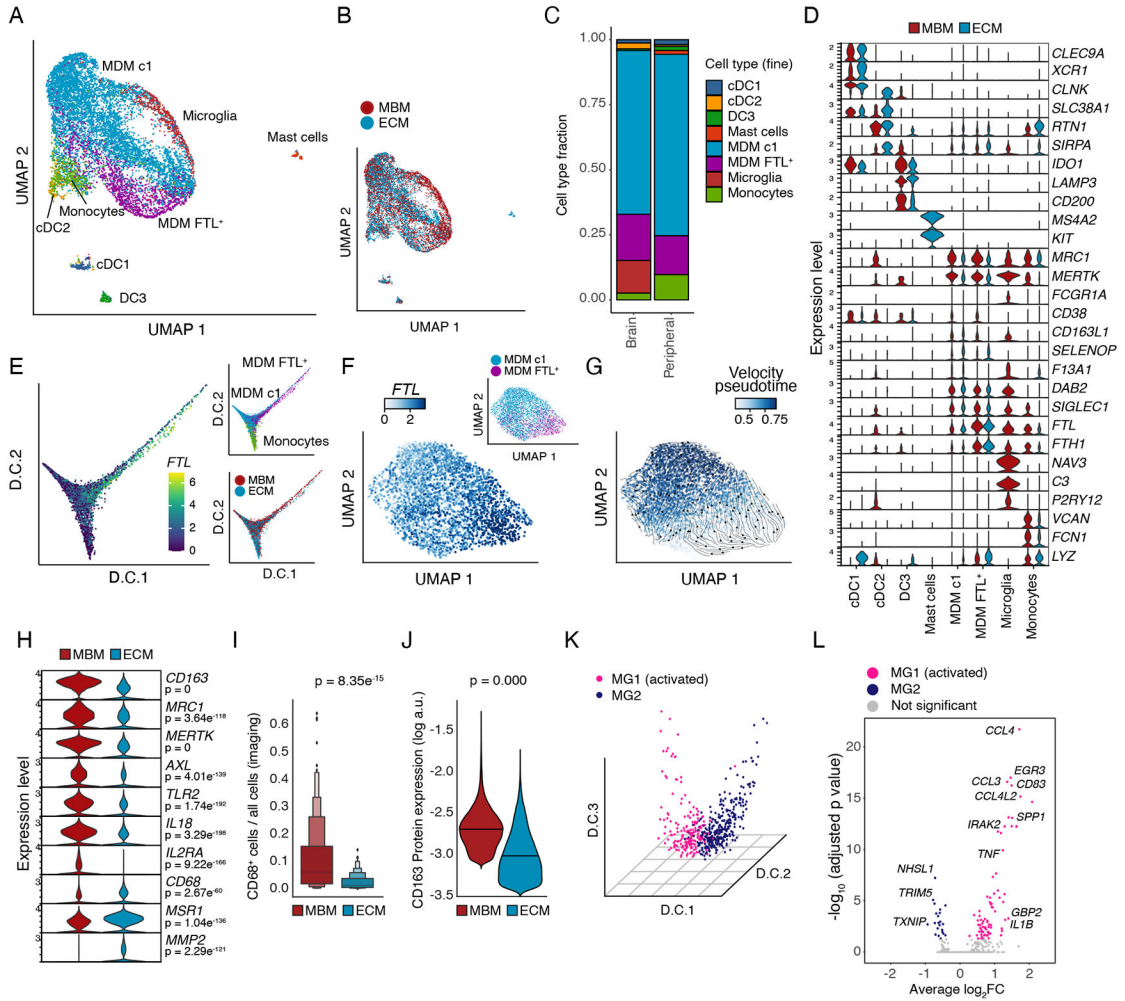 A
UMAP 2
MDM c1
Microglia
Mast cells
Monocytes
MDM FTL⁺
cDC2
cDC1
DC3
UMAP 1
B
MBM
ECM
UMAP 2
UMAP 1
C
Cell type fraction
1.00
0.75
0.50
0.25
0.00
Brain
Peripheral
Cell type (fine)
cDC1
cDC2
DC3
Mast cells
MDM c1
MDM FTL⁺
Microglia
Monocytes
D
MBM ECM
Expression level
CLEC9A
XCR1
CLNK
SLC38A1
RTN1
SIRPA
IDO1
LAMP3
CD200
MS4A2
KIT
MRC1
MERTK
FCGR1A
CD38
CD163L1
SELENOP
F13A1
DAB2
SIGLEC1
FTL
FTH1
NAV3
C3
P2RY12
VCAN
FCN1
LYZ
cDC1
cDC2
DC3
Mast cells
MDM c1
MDM FTL⁺
Microglia
Monocytes
E
D.C.2
FTL
6
4
2
0
D.C.1
MDM FTL⁺
MDM c1
D.C.2
Monocytes
MBM
ECM
D.C.2
D.C.1
F
FTL
0 2
MDM c1
MDM FTL⁺
UMAP 2
UMAP 1
UMAP 2
UMAP 1
G
Velocity
pseudotime
0.5 0.75
UMAP 2
UMAP 1
H
MBM ECM
Expression level
4 CD163
p = 0
4 MRC1
p = 3.64e⁻¹¹⁸
4 MERTK
p = 0
3 AXL
p = 4.01e⁻¹³⁹
3 TLR2
p = 1.74e⁻¹⁹²
3 IL18
p = 3.29e⁻¹⁹⁸
IL2RA
p = 9.22e⁻¹⁶⁶
3 CD68
p = 2.67e⁻⁶⁰
4 MSR1
p = 1.04e⁻¹³⁶
3 MMP2
p = 2.29e⁻¹²¹
I
p = 8.35e⁻¹⁵
CD68⁺ cells / all cells (imaging)
0.6
0.5
0.4
0.3
0.2
0.1
0.0
MBM ECM
J
p = 0.000
CD163 Protein expression (log a.u.)
-1.5
-2.0
-2.5
-3.0
-3.5
MBM ECM
K
MG1 (activated)
MG2
D.C.3
D.C.2
D.C.1
L
MG1 (activated)
MG2
Not significant
-log₁₀ (adjusted p value)
20
15
10
5
0
CCL4
EGR3
CCL3
CD83
CCL4L2
SPP1
IRAK2
TNF
NHSL1
TRIM5
TXNIP
GBP2
IL1B
-2 -1 0 1 2
Average log₂FC